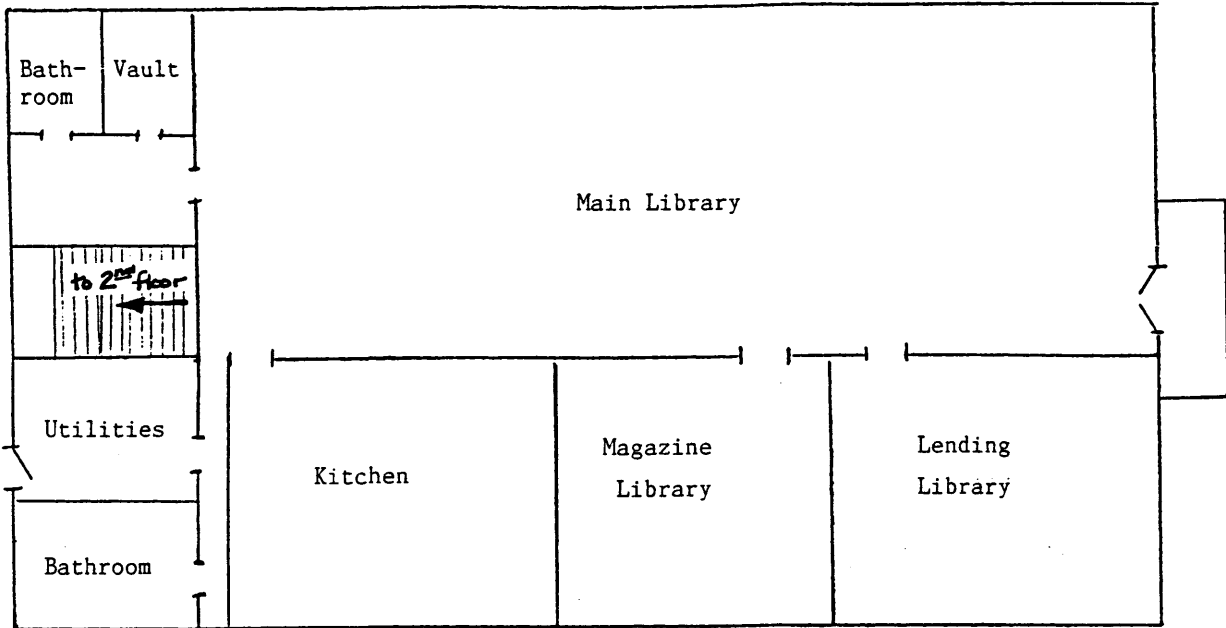 Bath-
room
Vault
Main Library
to 2nd floor
Utilities
Kitchen
Magazine
Library
Lending
Library
Bathroom